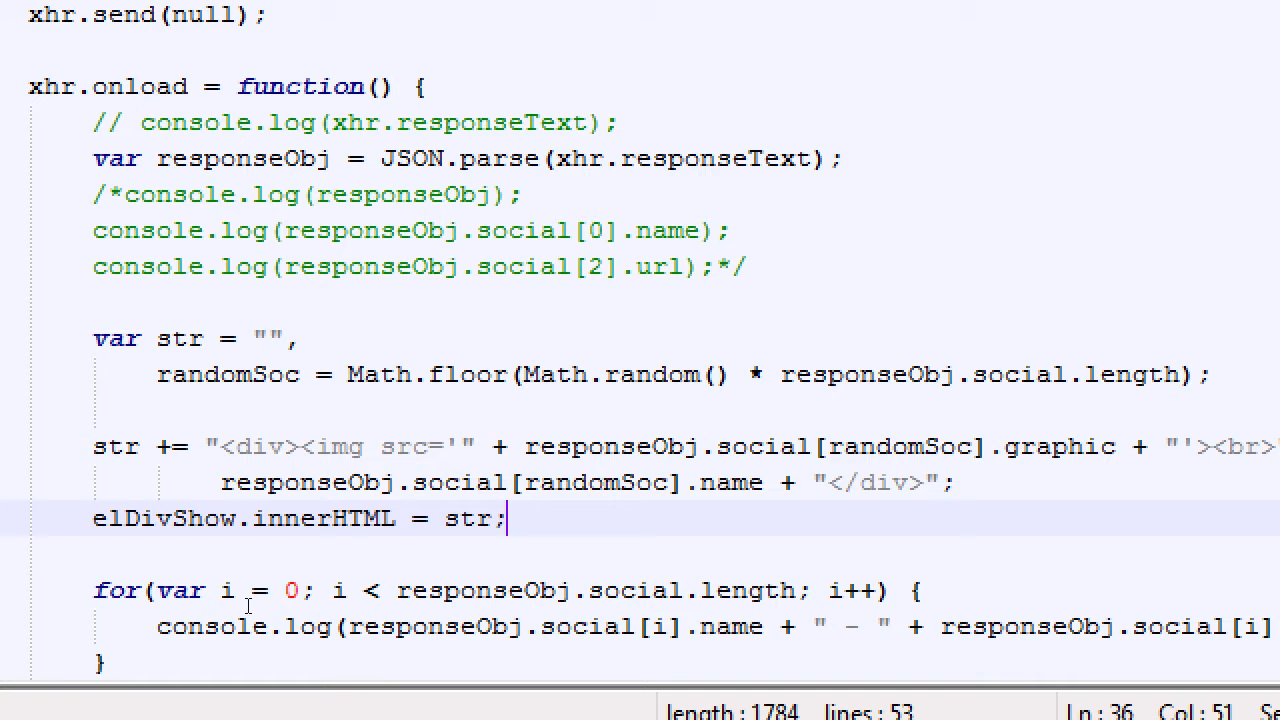 xhr.send(null);
xhr.onload = function() {
// console.log(xhr.responseText);
var responseObj = JSON.parse(xhr.responseText);
/*console.log(responseObj);
console.log(responseObj.social[0].name);
console.log(responseObj.social[2].url);*/
var str = "",
randomSoc = Math.floor(Math.random() * responseObj.social.length);
str += "<div><img src='" + responseObj.social[randomSoc].graphic + "'><br>"
responseObj.social[randomSoc].name + "</div>";
elDivShow.innerHTML = str;
for(var i = 0; i < responseObj.social.length; i++) {
console.log(responseObj.social[i].name + " - " + responseObj.social[i]
}
length : 1784 lines : 53 Ln : 36 Col : 51 Se